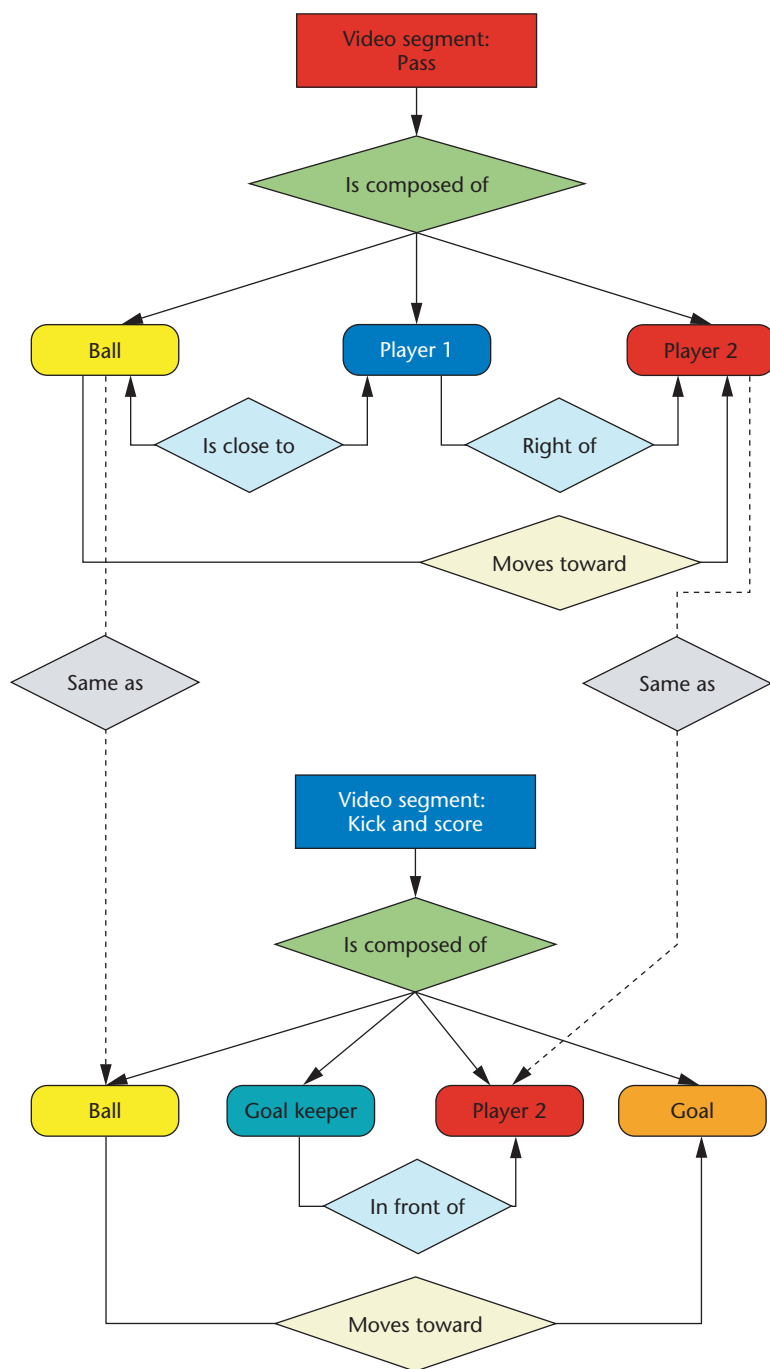 Video segment:
Pass
Is composed of
Ball
Player 1
Player 2
Is close to
Right of
Moves toward
Same as
Same as
Video segment:
Kick and score
Is composed of
Ball
Goal keeper
Player 2
Goal
In front of
Moves toward